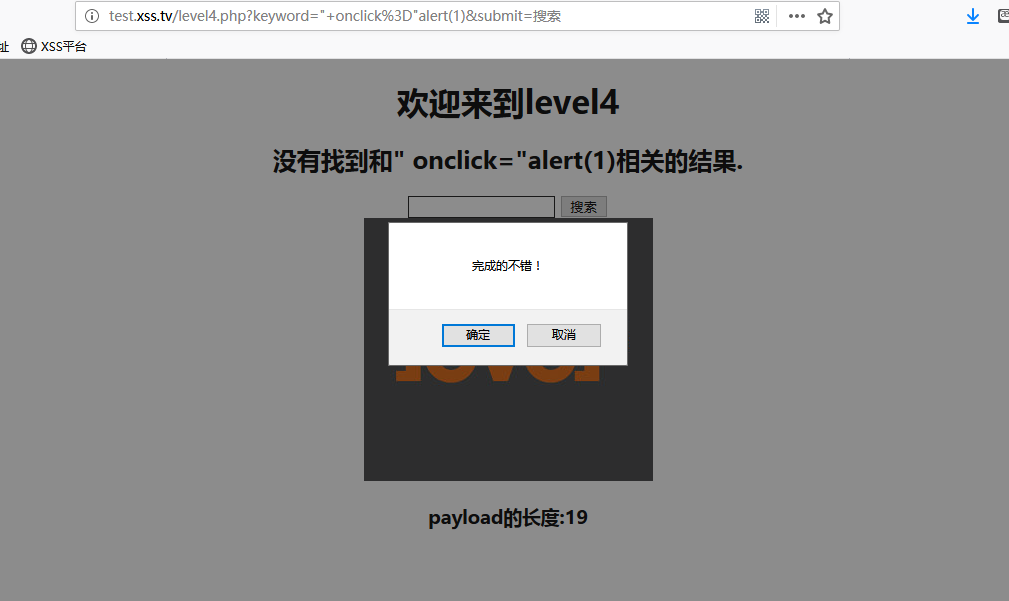 test.xss.tv/level4.php?keyword="+onclick%3D"alert(1)&submit=搜索
址 XSS平台
欢迎来到level4
没有找到和" onclick="alert(1)相关的结果.
搜索
完成的不错！
确定 取消
level
payload的长度:19